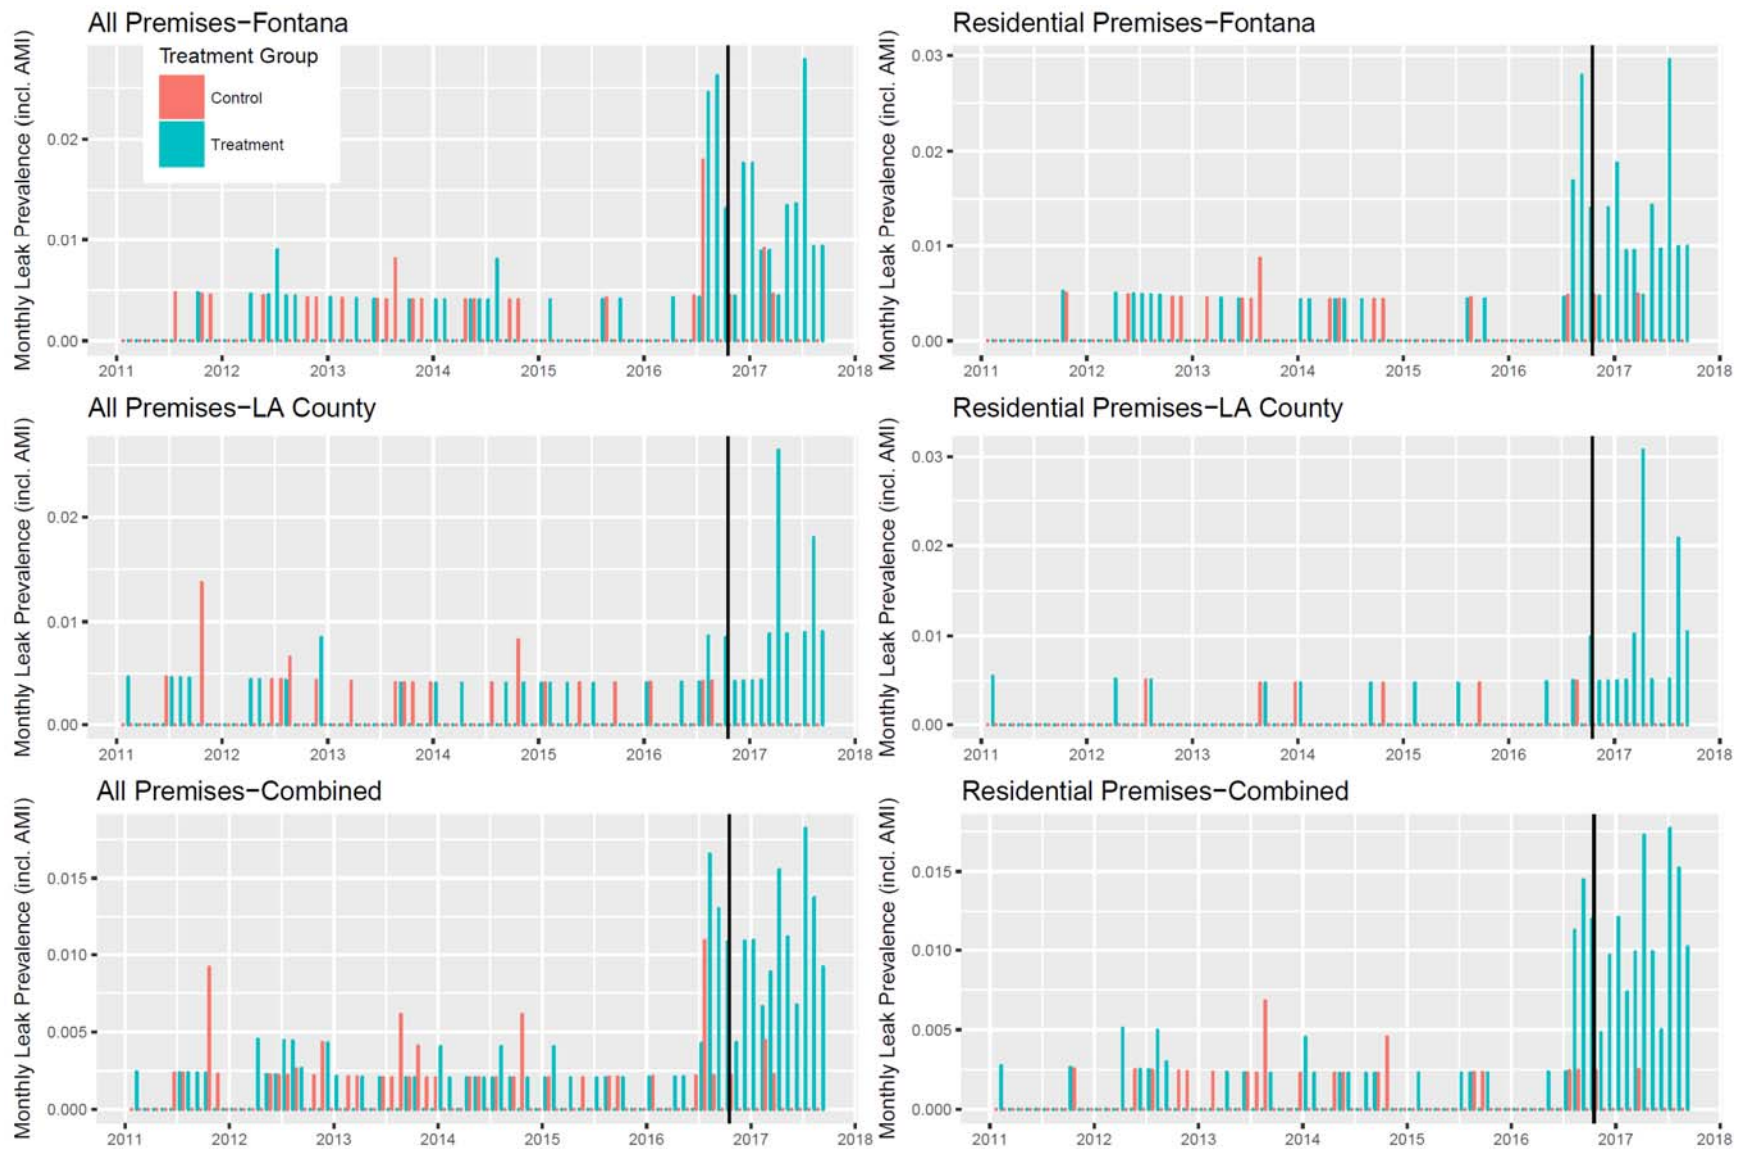 All Premises−Fontana
Monthly Leak Prevalence (incl. AMI)
Treatment Group
Control
Treatment
0.02
0.01
0.00
2011 2012 2013 2014 2015 2016 2017 2018
Residential Premises−Fontana
Monthly Leak Prevalence (incl. AMI)
0.03
0.02
0.01
0.00
2011 2012 2013 2014 2015 2016 2017 2018
All Premises−LA County
Monthly Leak Prevalence (incl. AMI)
0.02
0.01
0.00
2011 2012 2013 2014 2015 2016 2017 2018
Residential Premises−LA County
Monthly Leak Prevalence (incl. AMI)
0.03
0.02
0.01
0.00
2011 2012 2013 2014 2015 2016 2017 2018
All Premises−Combined
Monthly Leak Prevalence (incl. AMI)
0.015
0.010
0.005
0.000
2011 2012 2013 2014 2015 2016 2017 2018
Residential Premises−Combined
Monthly Leak Prevalence (incl. AMI)
0.015
0.010
0.005
0.000
2011 2012 2013 2014 2015 2016 2017 2018